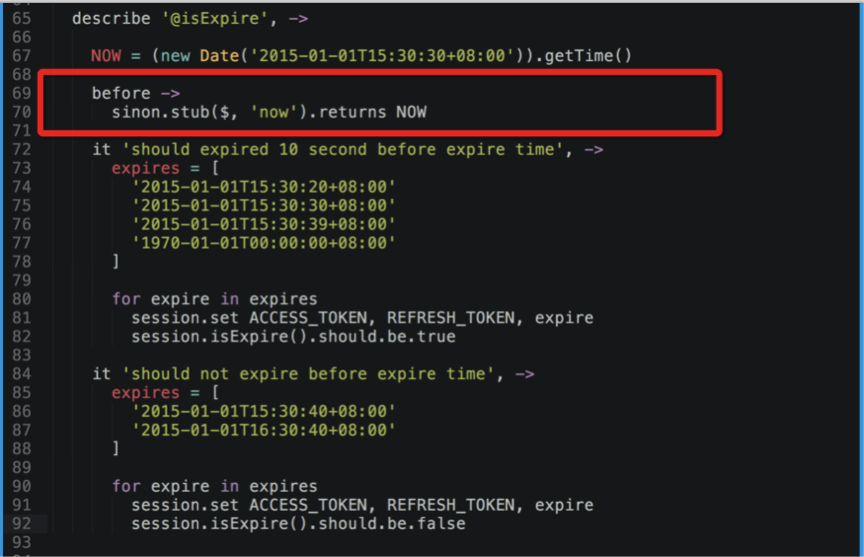 65 describe '@isExpire', ->
66
67 NOW = (new Date('2015-01-01T15:30:30+08:00')).getTime()
68
69 before ->
70 sinon.stub($, 'now').returns NOW
71
72 it 'should expired 10 second before expire time', ->
73 expires = [
74 '2015-01-01T15:30:20+08:00'
75 '2015-01-01T15:30:30+08:00'
76 '2015-01-01T15:30:39+08:00'
77 '1970-01-01T00:00:00+08:00'
78 ]
79
80 for expire in expires
81 session.set ACCESS_TOKEN, REFRESH_TOKEN, expire
82 session.isExpire().should.be.true
83
84 it 'should not expire before expire time', ->
85 expires = [
86 '2015-01-01T15:30:40+08:00'
87 '2015-01-01T16:30:40+08:00'
88 ]
89
90 for expire in expires
91 session.set ACCESS_TOKEN, REFRESH_TOKEN, expire
92 session.isExpire().should.be.false
93